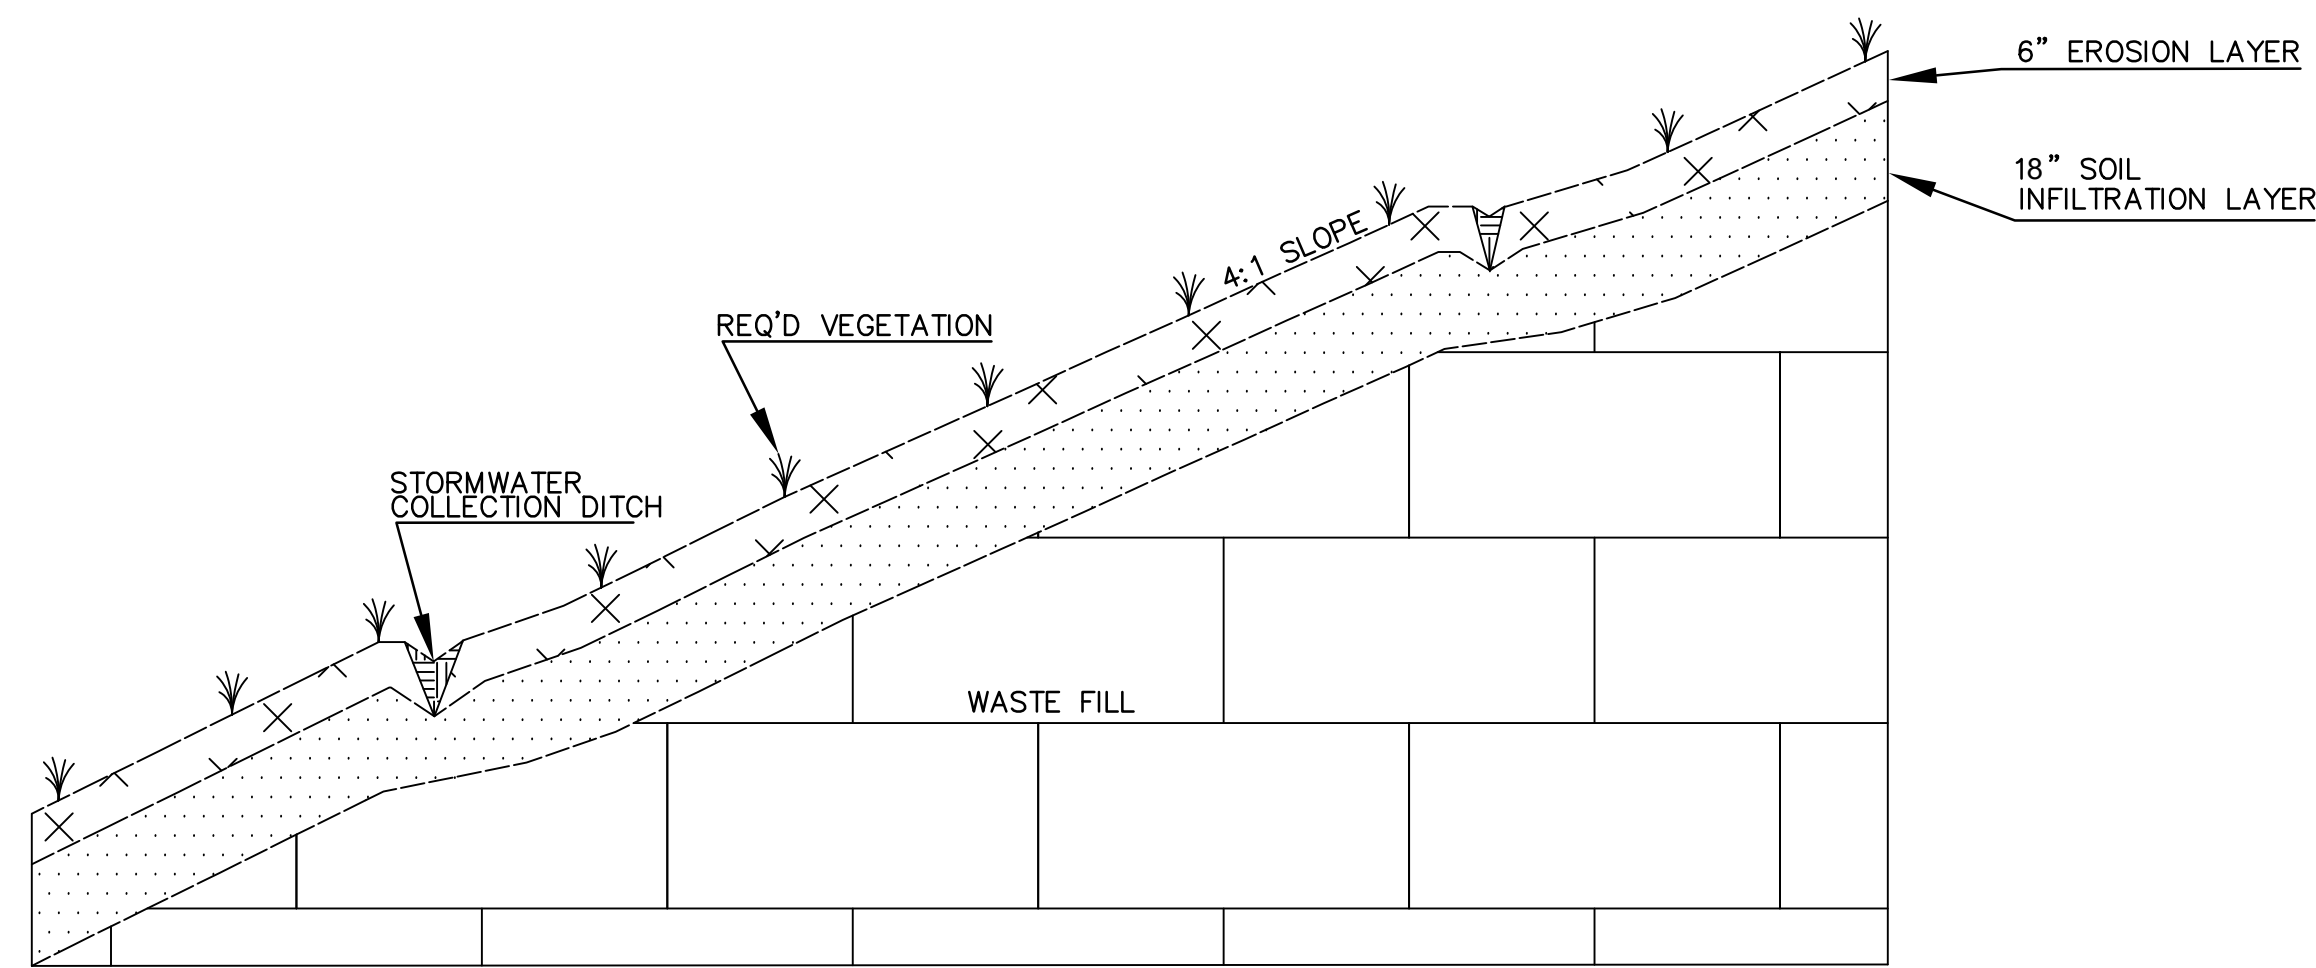 6” EROSION LAYER
18” SOIL
INFILTRATION LAYER
4:1 SLOPE
REQ'D VEGETATION
STORMWATER
COLLECTION DITCH
WASTE FILL